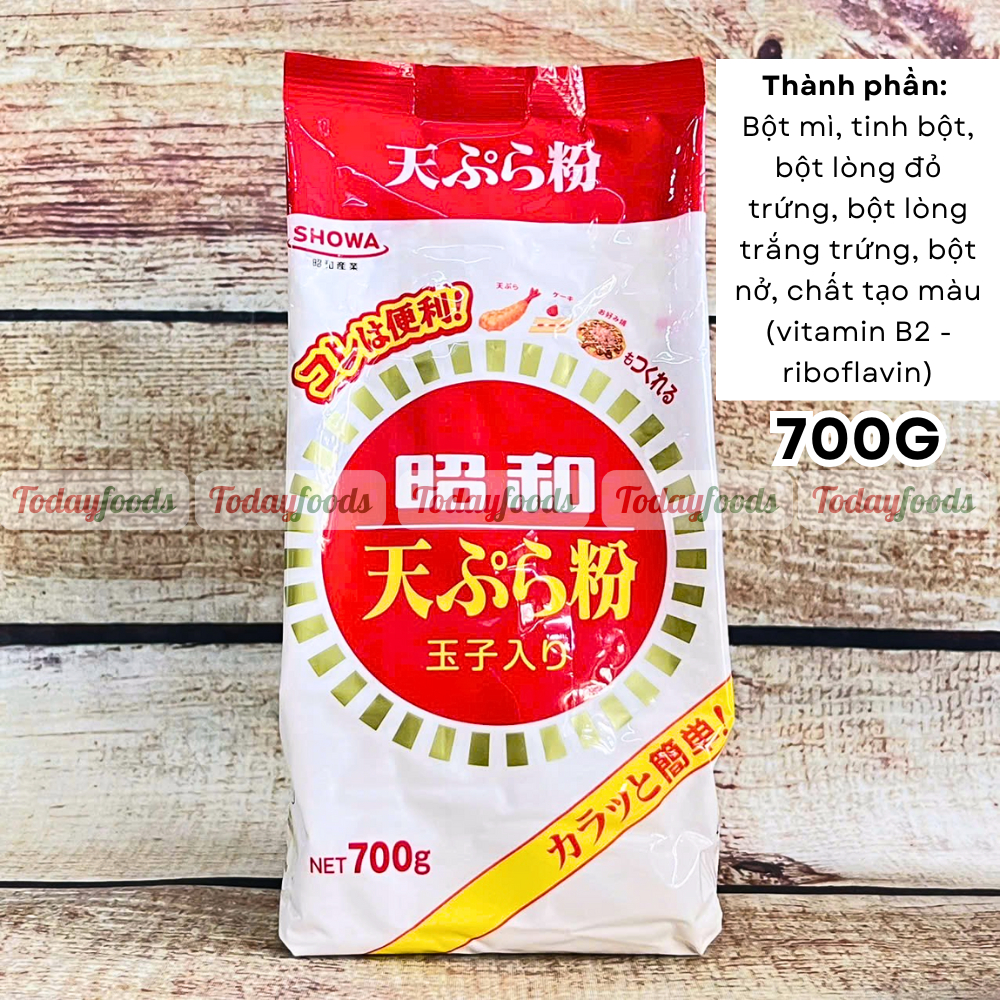 天ぷら粉
SHOWA
昭和産業
コレは便利!
天ぷら
ケーキ
お好み焼
もつくれる
昭和
天ぷら粉
玉子入り
カラッと簡単!
NET 700g
Thành phần:
Bột mì, tinh bột,
bột lòng đỏ
trứng, bột lòng
trắng trứng, bột
nở, chất tạo màu
(vitamin B2 -
riboflavin)
700G
Todayfoods Todayfoods Todayfoods Todayfoods Todayfoods